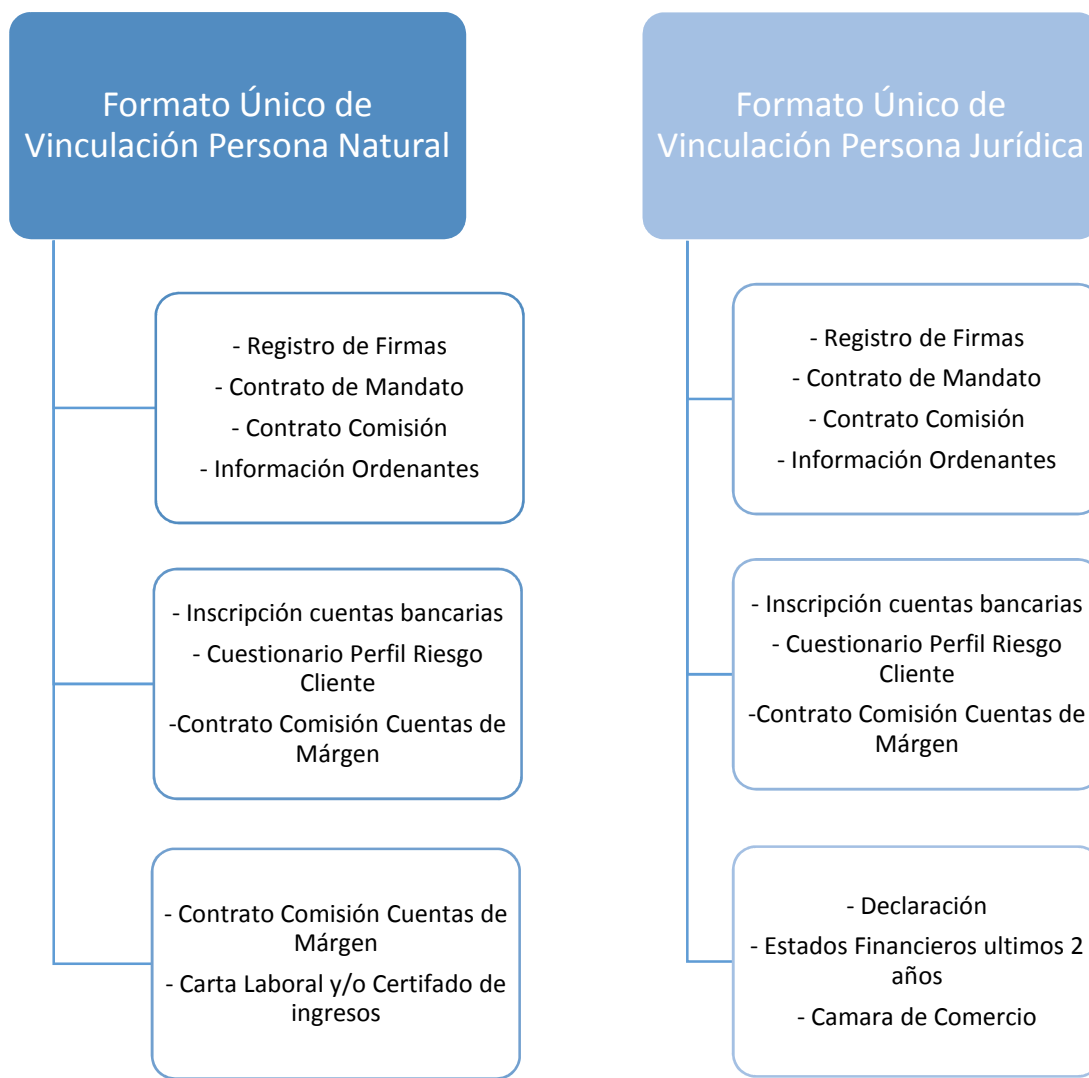 Formato Único de
Vinculación Persona Natural
- Registro de Firmas
- Contrato de Mandato
- Contrato Comisión
- Información Ordenantes
- Inscripción cuentas bancarias
- Cuestionario Perfil Riesgo
Cliente
-Contrato Comisión Cuentas de
Márgen
- Contrato Comisión Cuentas de
Márgen
- Carta Laboral y/o Certifado de
ingresos
Formato Único de
Vinculación Persona Jurídica
- Registro de Firmas
- Contrato de Mandato
- Contrato Comisión
- Información Ordenantes
- Inscripción cuentas bancarias
- Cuestionario Perfil Riesgo
Cliente
-Contrato Comisión Cuentas de
Márgen
- Declaración
- Estados Financieros ultimos 2
años
- Camara de Comercio